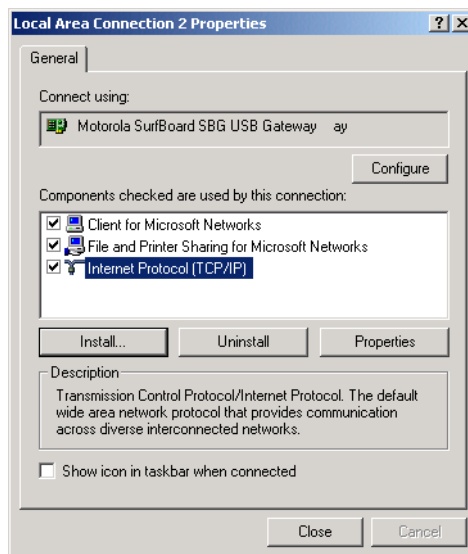 Local Area Connection 2 Properties
General
Connect using:
Motorola SurfBoard SBG USB Gateway ay
Configure
Components checked are used by this connection:
Client for Microsoft Networks
File and Printer Sharing for Microsoft Networks
Internet Protocol (TCP/IP)
Install... Uninstall Properties
Description
Transmission Control Protocol/Internet Protocol. The default
wide area network protocol that provides communication
across diverse interconnected networks.
Show icon in taskbar when connected
Close Cancel